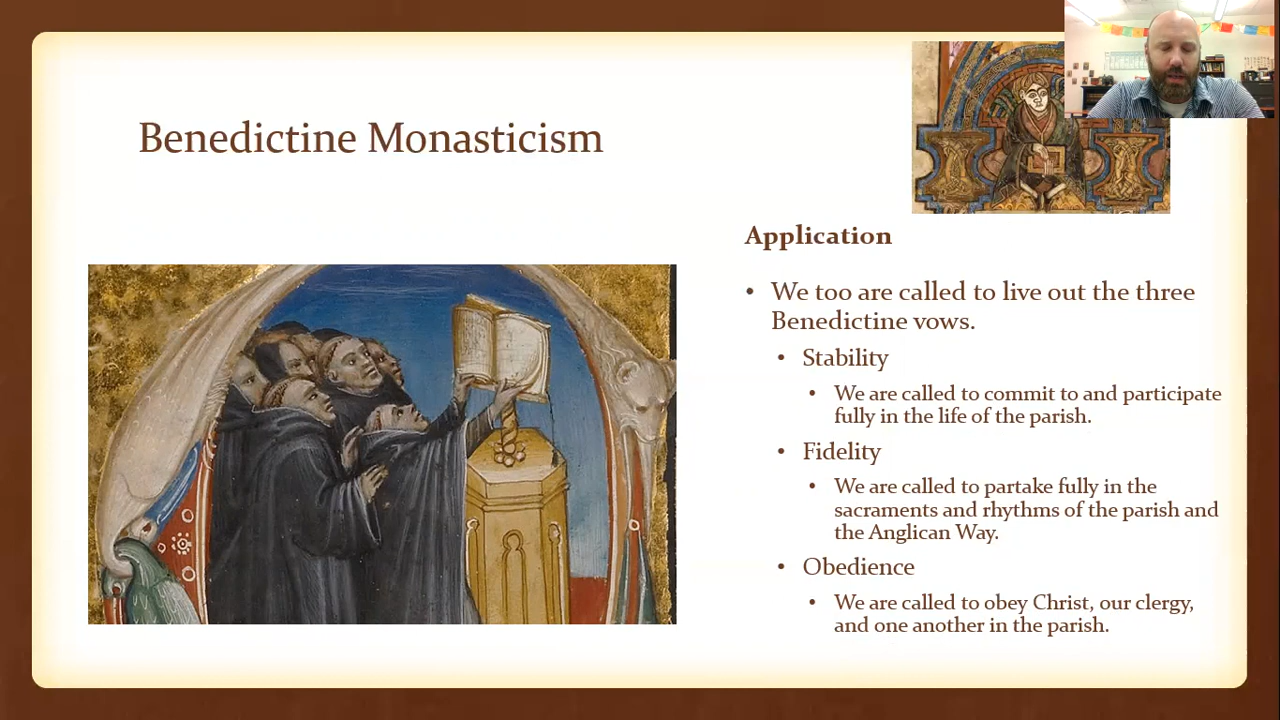 Benedictine Monasticism
Application
• We too are called to live out the three
Benedictine vows.
• Stability
• We are called to commit to and participate
fully in the life of the parish.
• Fidelity
• We are called to partake fully in the
sacraments and rhythms of the parish and
the Anglican Way.
• Obedience
• We are called to obey Christ, our clergy,
and one another in the parish.